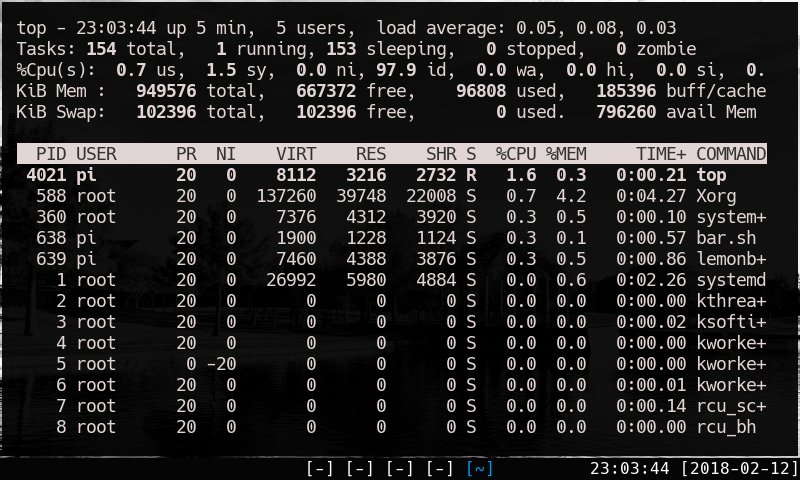 top - 23:03:44 up 5 min,  5 users,  load average: 0.05, 0.08, 0.03
Tasks: 154 total,   1 running, 153 sleeping,   0 stopped,   0 zombie
%Cpu(s):  0.7 us,  1.5 sy,  0.0 ni, 97.9 id,  0.0 wa,  0.0 hi,  0.0 si,  0.
KiB Mem :   949576 total,   667372 free,    96808 used,   185396 buff/cache
KiB Swap:   102396 total,   102396 free,        0 used.   796260 avail Mem
  PID USER      PR  NI    VIRT    RES    SHR S  %CPU %MEM     TIME+ COMMAND
 4021 pi        20   0    8112   3216   2732 R   1.6  0.3   0:00.21 top
  588 root      20   0  137260  39748  22008 S   0.7  4.2   0:04.27 Xorg
  360 root      20   0    7376   4312   3920 S   0.3  0.5   0:00.10 system+
  638 pi        20   0    1900   1228   1124 S   0.3  0.1   0:00.57 bar.sh
  639 pi        20   0    7460   4388   3876 S   0.3  0.5   0:00.86 lemonb+
    1 root      20   0   26992   5980   4884 S   0.0  0.6   0:02.26 systemd
    2 root      20   0       0      0      0 S   0.0  0.0   0:00.00 kthrea+
    3 root      20   0       0      0      0 S   0.0  0.0   0:00.02 ksofti+
    4 root      20   0       0      0      0 S   0.0  0.0   0:00.00 kworke+
    5 root       0 -20       0      0      0 S   0.0  0.0   0:00.00 kworke+
    6 root      20   0       0      0      0 S   0.0  0.0   0:00.01 kworke+
    7 root      20   0       0      0      0 S   0.0  0.0   0:00.14 rcu_sc+
    8 root      20   0       0      0      0 S   0.0  0.0   0:00.00 rcu_bh
[-] [-] [-] [-] [~] 23:03:44 [2018-02-12]